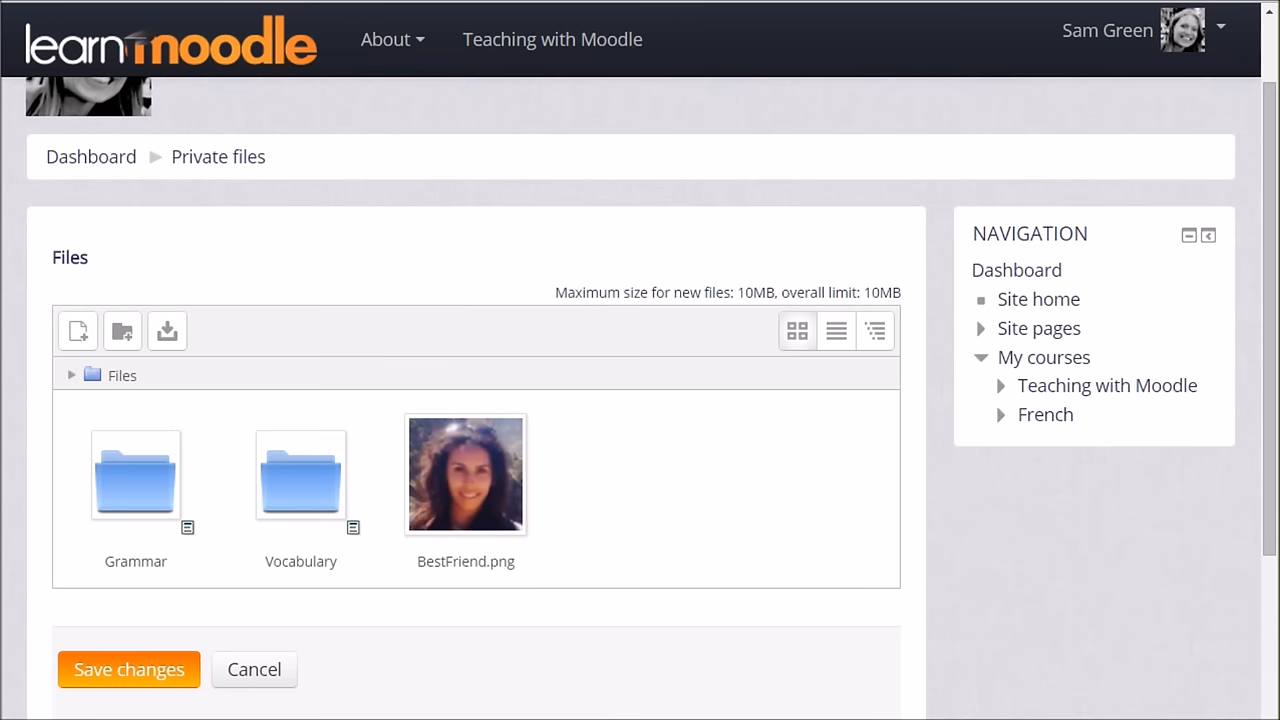 learn moodle
About
Teaching with Moodle
Sam Green
Dashboard
Private files
Files
Maximum size for new files: 10MB, overall limit: 10MB
Files
Grammar
Vocabulary
BestFriend.png
Save changes
Cancel
NAVIGATION
Dashboard
Site home
Site pages
My courses
Teaching with Moodle
French